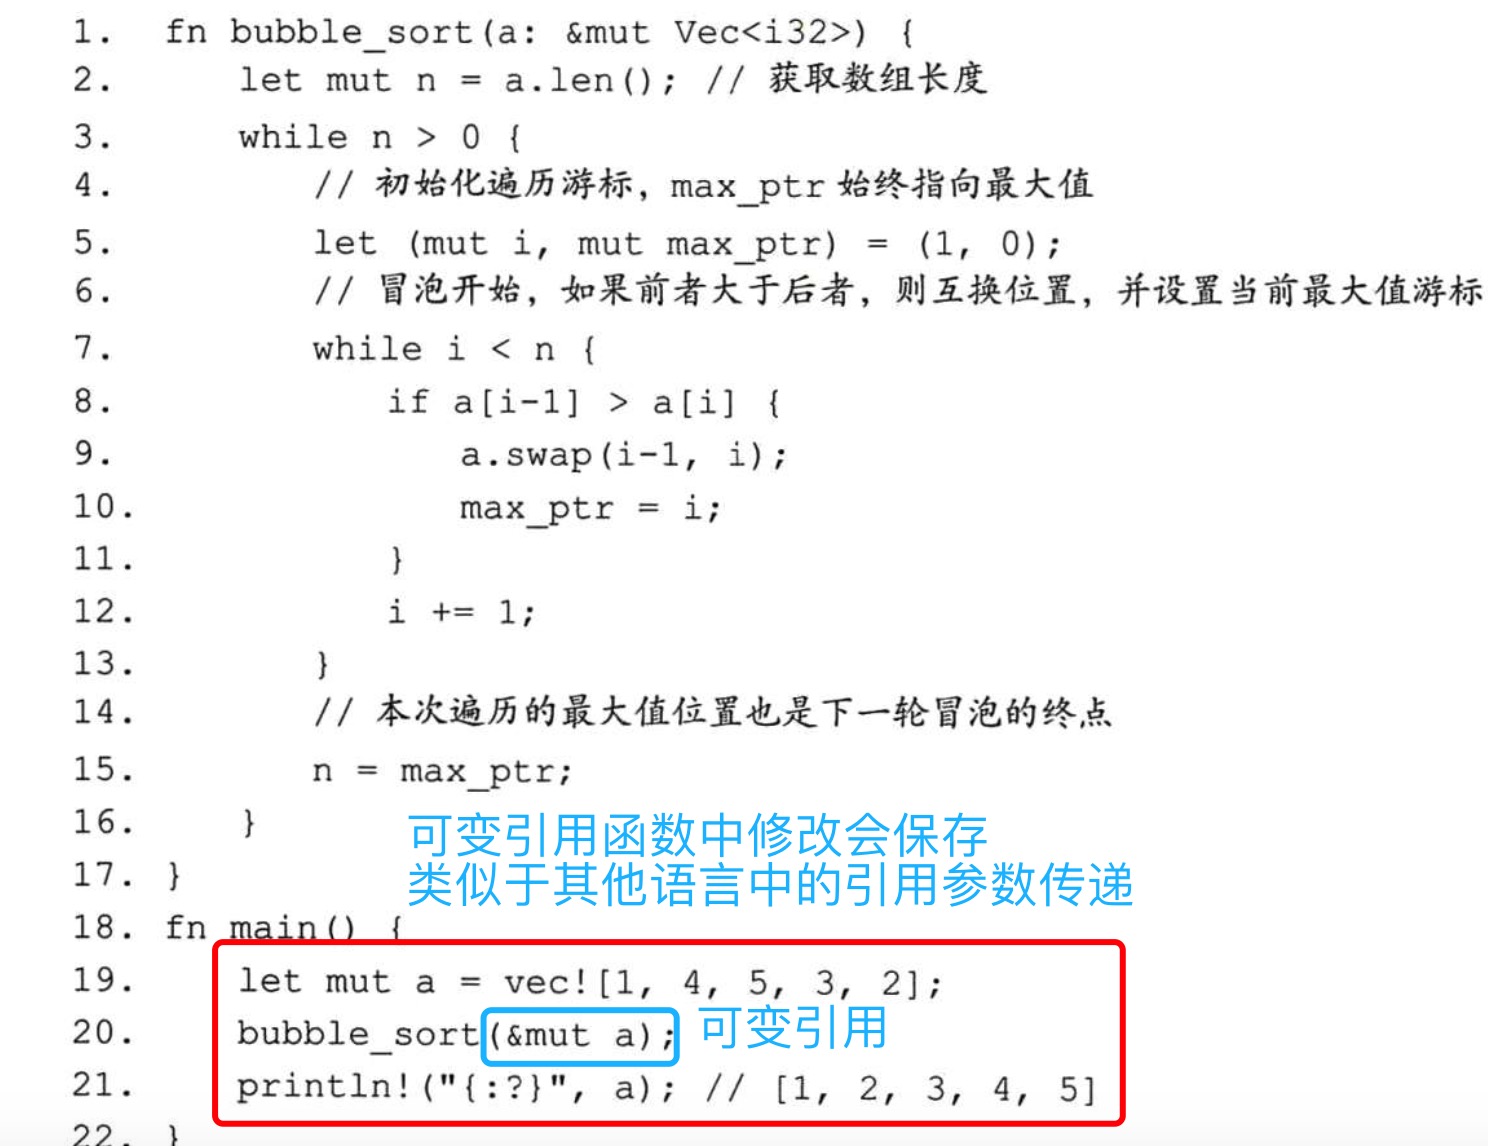 1. fn bubble_sort(a: &mut Vec<i32>) {
2. let mut n = a.len(); // 获取数组长度
3. while n > 0 {
4. // 初始化遍历游标，max_ptr 始终指向最大值
5. let (mut i, mut max_ptr) = (1, 0);
6. // 冒泡开始，如果前者大于后者，则互换位置，并设置当前最大值游标
7. while i < n {
8. if a[i-1] > a[i] {
9. a.swap(i-1, i);
10. max_ptr = i;
11. }
12. i += 1;
13. }
14. // 本次遍历的最大值位置也是下一轮冒泡的终点
15. n = max_ptr;
16. }
可变引用函数中修改会保存
类似于其他语言中的引用参数传递
17. }
18. fn main() {
19. let mut a = vec![1, 4, 5, 3, 2];
20. bubble_sort(&mut a); 可变引用
21. println!("{:?}", a); // [1, 2, 3, 4, 5]
22. }